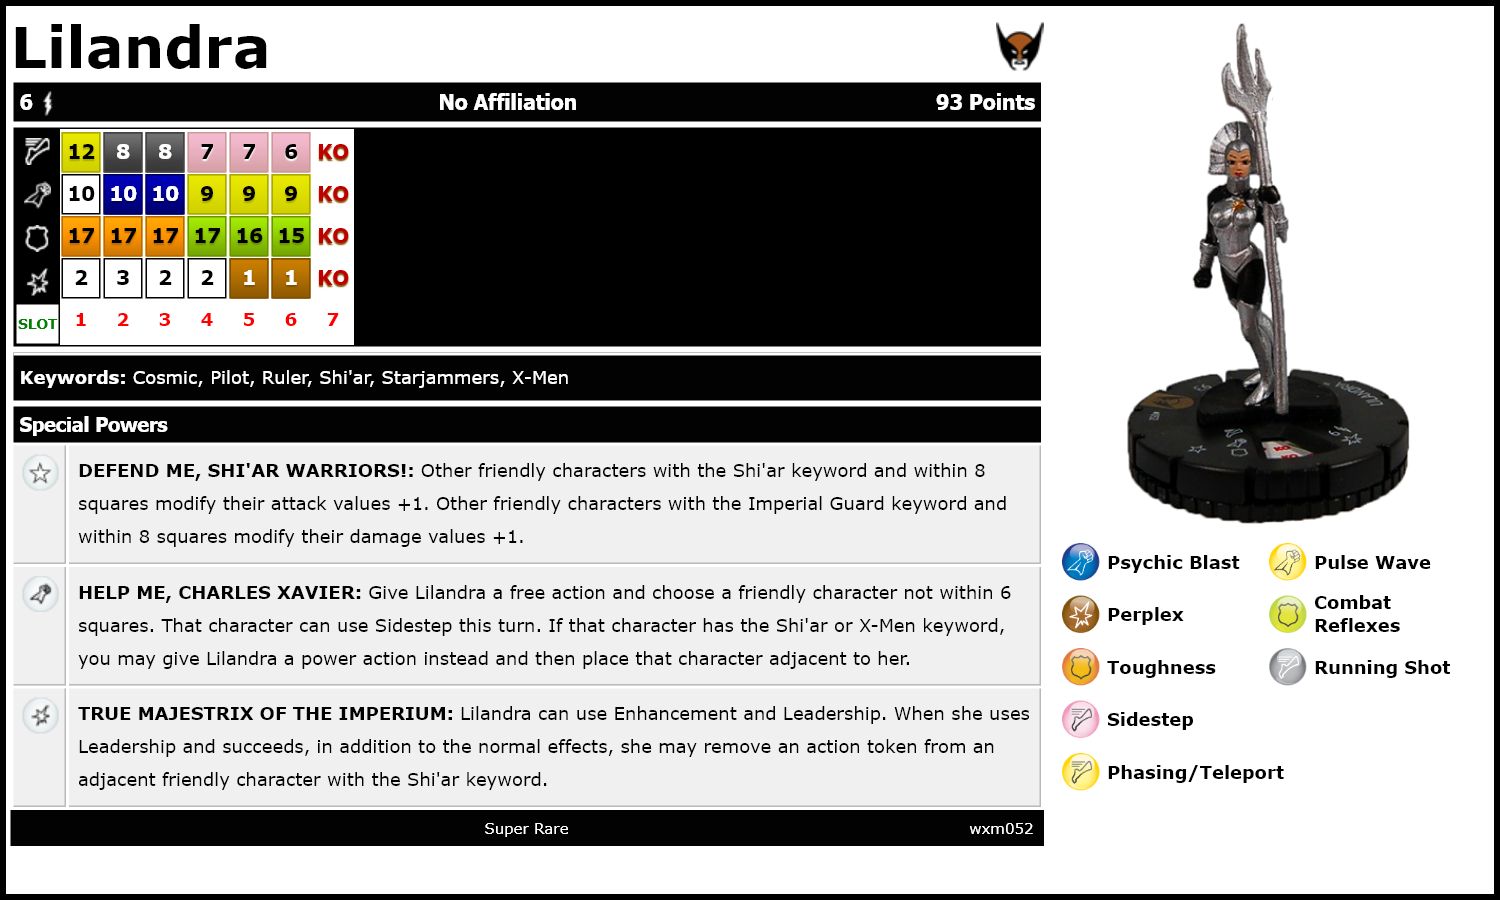 Lilandra
6 No Affiliation 93 Points
12 8 8 7 7 6 KO
10 10 10 9 9 9 KO
17 17 17 17 16 15 KO
2 3 2 2 1 1 KO
SLOT 1 2 3 4 5 6 7
Keywords: Cosmic, Pilot, Ruler, Shi'ar, Starjammers, X-Men
Special Powers
DEFEND ME, SHI'AR WARRIORS!: Other friendly characters with the Shi'ar keyword and within 8
squares modify their attack values +1. Other friendly characters with the Imperial Guard keyword and
within 8 squares modify their damage values +1.
HELP ME, CHARLES XAVIER: Give Lilandra a free action and choose a friendly character not within 6
squares. That character can use Sidestep this turn. If that character has the Shi'ar or X-Men keyword,
you may give Lilandra a power action instead and then place that character adjacent to her.
TRUE MAJESTRIX OF THE IMPERIUM: Lilandra can use Enhancement and Leadership. When she uses
Leadership and succeeds, in addition to the normal effects, she may remove an action token from an
adjacent friendly character with the Shi'ar keyword.
Super Rare wxm052
93 LILANDRA
6
Psychic Blast Pulse Wave
Perplex Combat
Reflexes
Toughness Running Shot
Sidestep
Phasing/Teleport